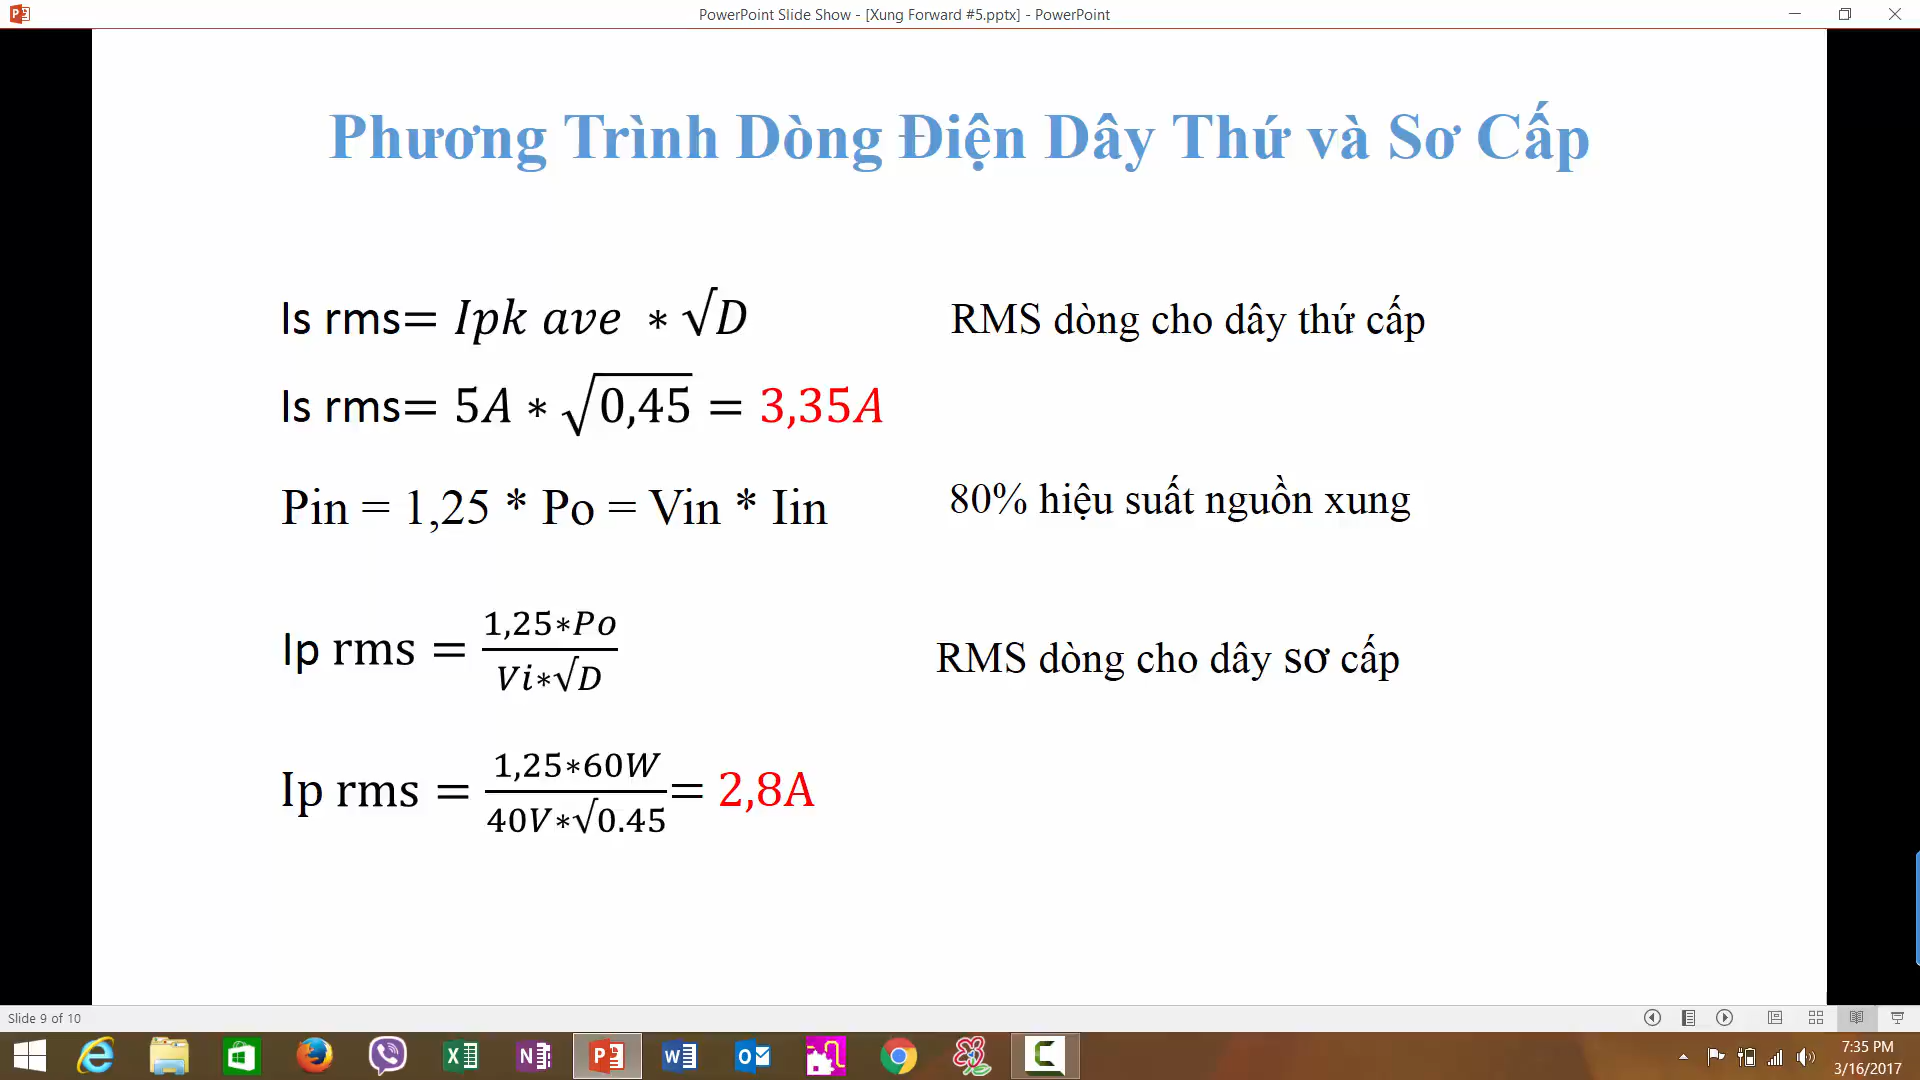 PowerPoint Slide Show - [Xung Forward #5.pptx] - PowerPoint
Phương Trình Dòng Điện Dây Thứ và Sơ Cấp
Is rms= Ipk ave * √D
RMS dòng cho dây thứ cấp
Is rms= 5A * √0,45 = 3,35A
Pin = 1,25 * Po = Vin * Iin
80% hiệu suất nguồn xung
Ip rms = 1,25*Po / Vi*√D
RMS dòng cho dây sơ cấp
Ip rms = 1,25*60W / 40V*√0.45 = 2,8A
Slide 9 of 10
7:35 PM
3/16/2017